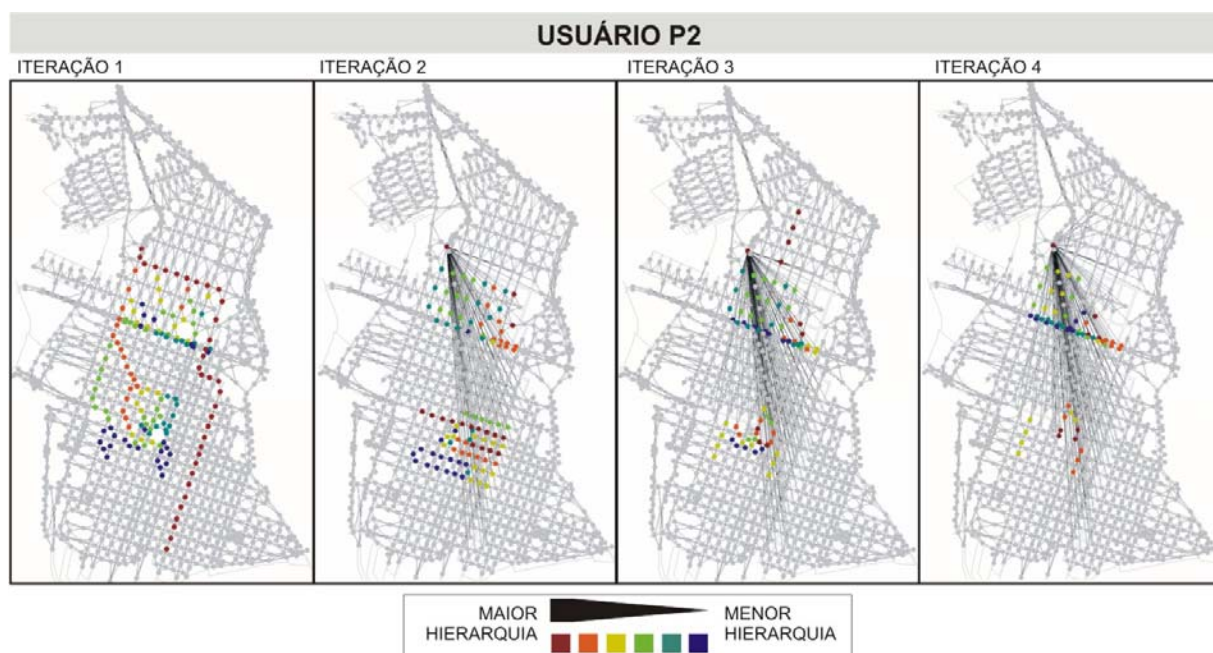 USUÁRIO P2
ITERAÇÃO 1
ITERAÇÃO 2
ITERAÇÃO 3
ITERAÇÃO 4
MAIOR
HIERARQUIA
MENOR
HIERARQUIA